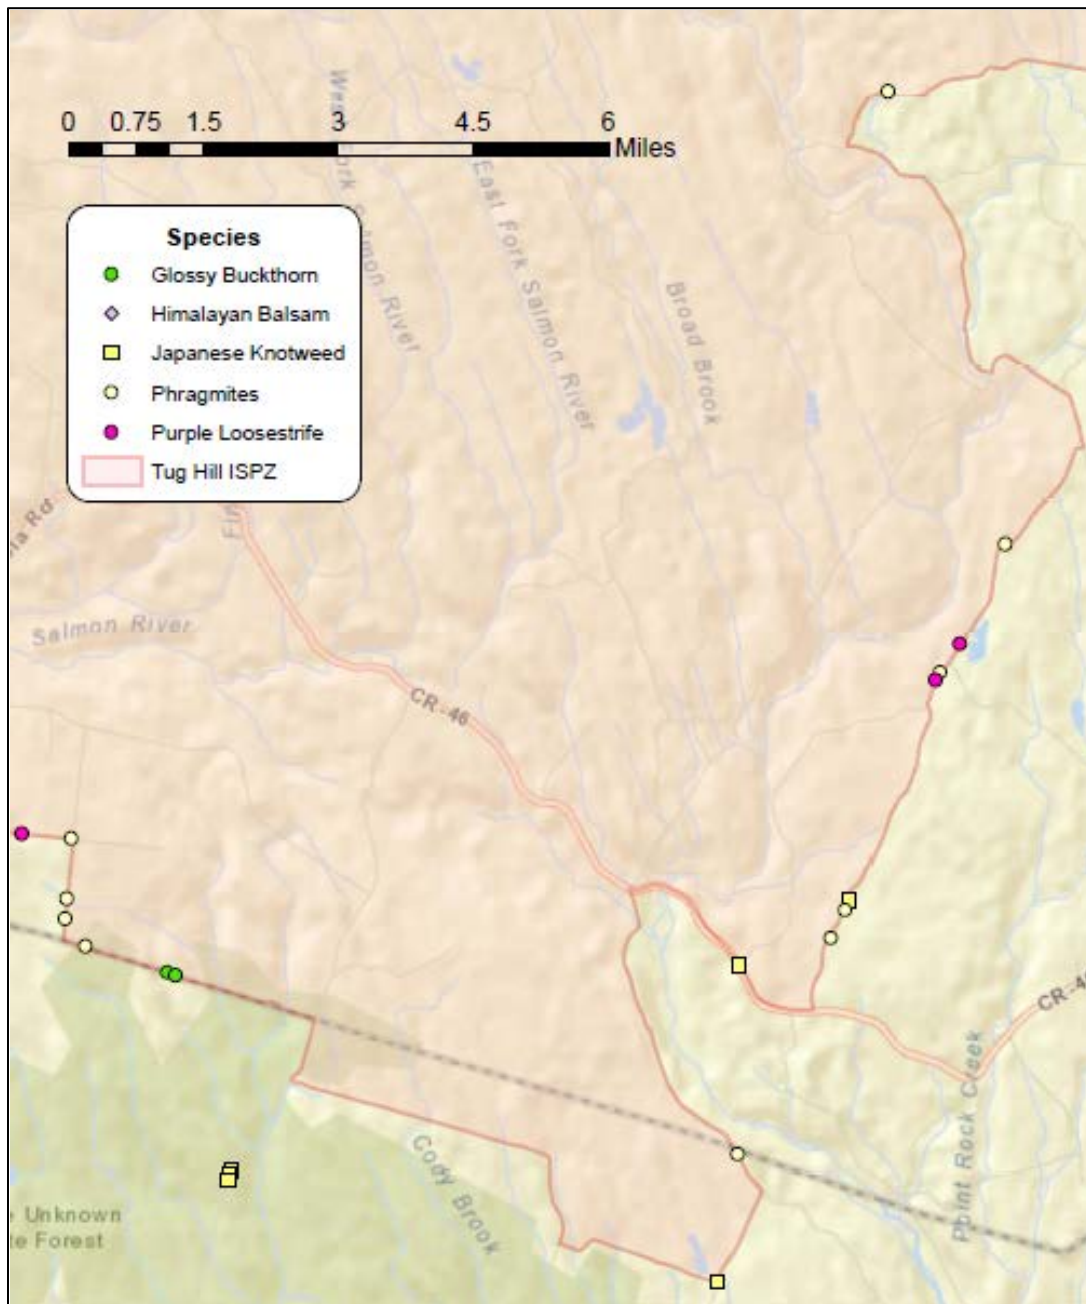 0 0.75 1.5 3 4.5 6
Miles
Species
Glossy Buckthorn
Himalayan Balsam
Japanese Knotweed
Phragmites
Purple Loosestrife
Tug Hill ISPZ
East Fork Salmon River
Broad Brook
Salmon River
CR-46
CR-4
Point Rock Creek
Cody Brook
Unknown
Forest